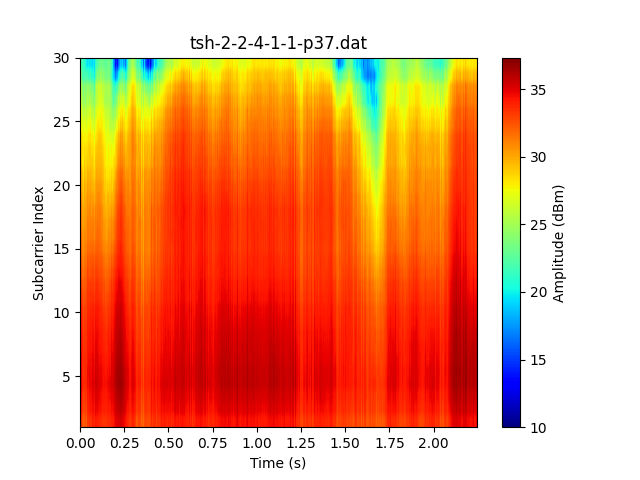 tsh-2-2-4-1-1-p37.dat
30
25
20
15
10
5
Subcarrier Index
0.00 0.25 0.50 0.75 1.00 1.25 1.50 1.75 2.00
Time (s)
35
30
25
20
15
10
Amplitude (dBm)